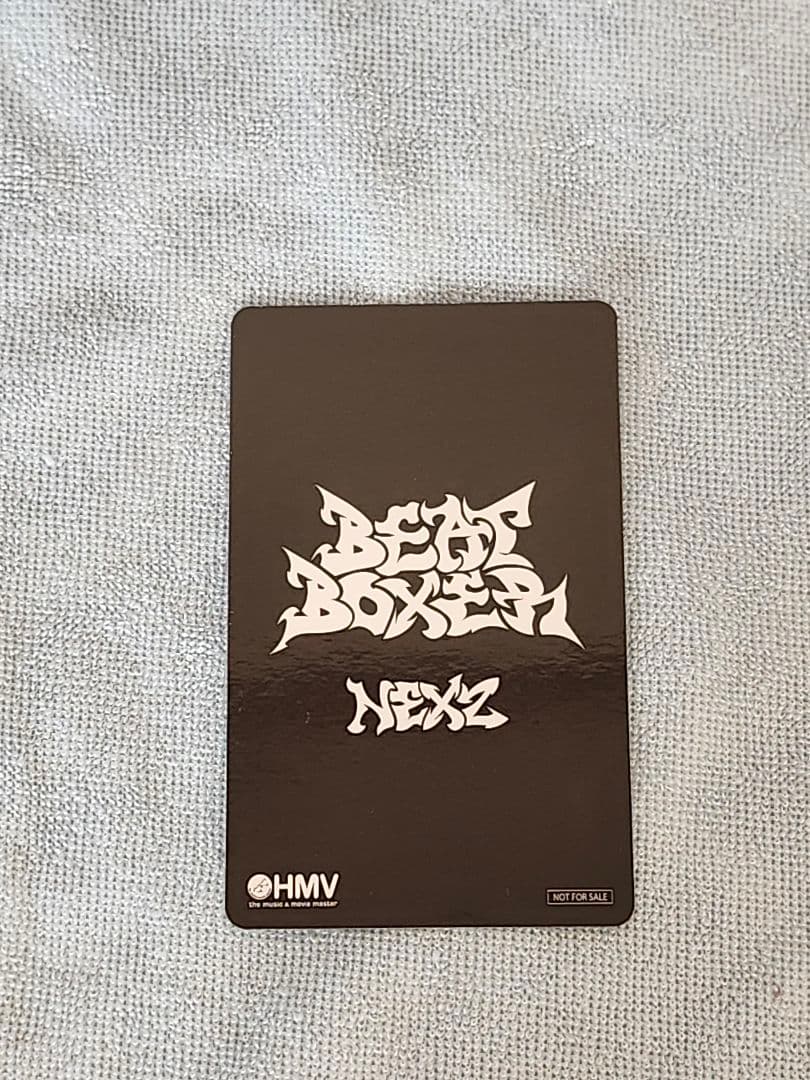 BEAT
BOXER
NEXZ
HMV
the music & movie master
NOT FOR SALE